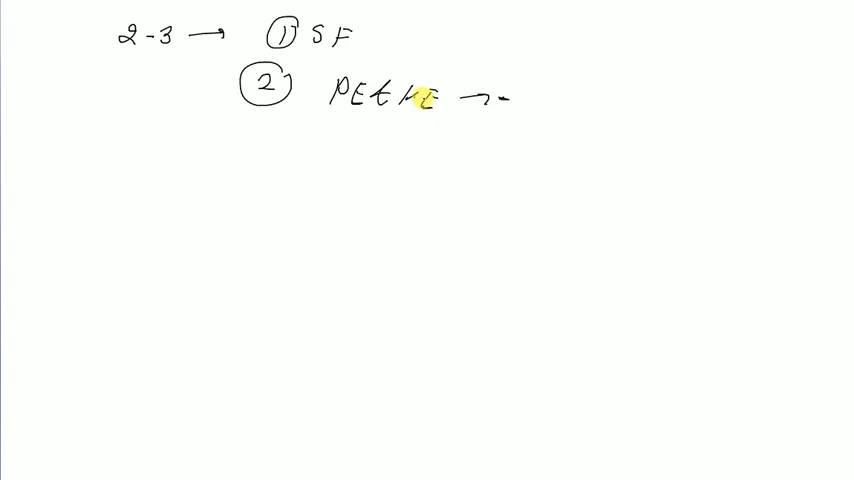 2-3 → ① SF
② PE & KE →-